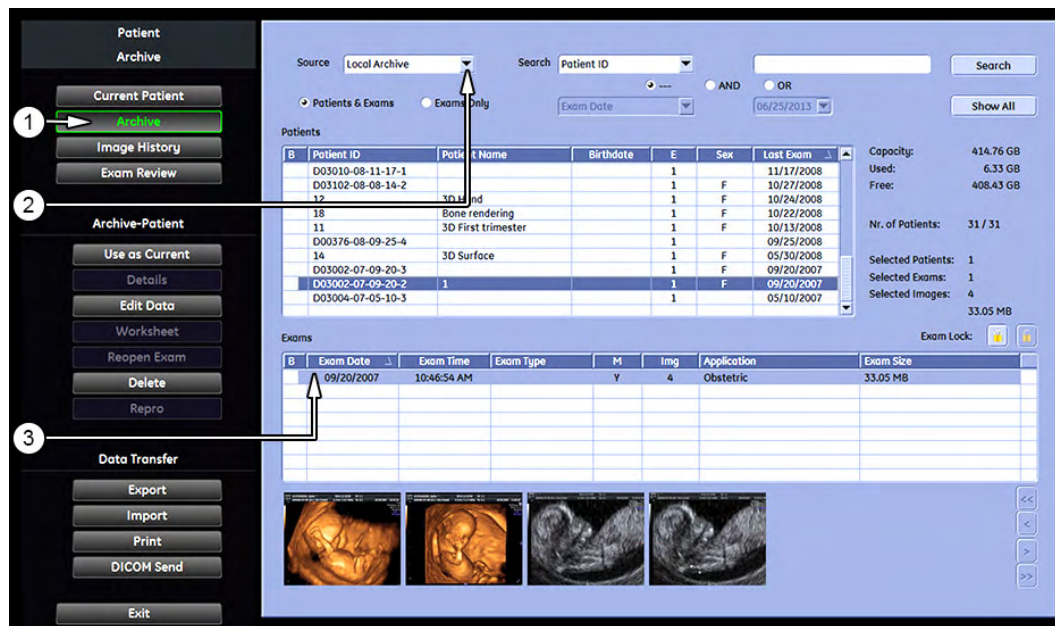 Patient
Archive
Current Patient
Archive
Image History
Exam Review
Archive-Patient
Use as Current
Details
Edit Data
Worksheet
Reopen Exam
Delete
Repro
Data Transfer
Export
Import
Print
DICOM Send
Exit
1
2
3
Source Local Archive Search Patient ID Search
--- AND OR
Patients & Exams Exams Only Exam Date 06/25/2013 Show All
Patients
B Patient ID Patient Name Birthdate E Sex Last Exam
D03010-08-11-17-1 1 11/17/2008
D03102-08-08-14-2 1 F 10/27/2008
12 3D Hand 1 F 10/24/2008
18 Bone rendering 1 F 10/22/2008
11 3D First trimester 1 F 10/13/2008
D00376-08-09-25-4 1 09/25/2008
14 3D Surface 1 F 05/30/2008
D03002-07-09-20-3 1 F 09/20/2007
D03002-07-09-20-2 1 1 F 09/20/2007
D03004-07-05-10-3 1 05/10/2007
Capacity: 414.76 GB
Used: 6.33 GB
Free: 408.43 GB
Nr. of Patients: 31/31
Selected Patients: 1
Selected Exams: 1
Selected Images: 4
33.05 MB
Exams
Exam Lock:
B Exam Date Exam Time Exam Type M Img Application Exam Size
09/20/2007 10:46:54 AM Y 4 Obstetric 33.05 MB
<<
<
>
>>